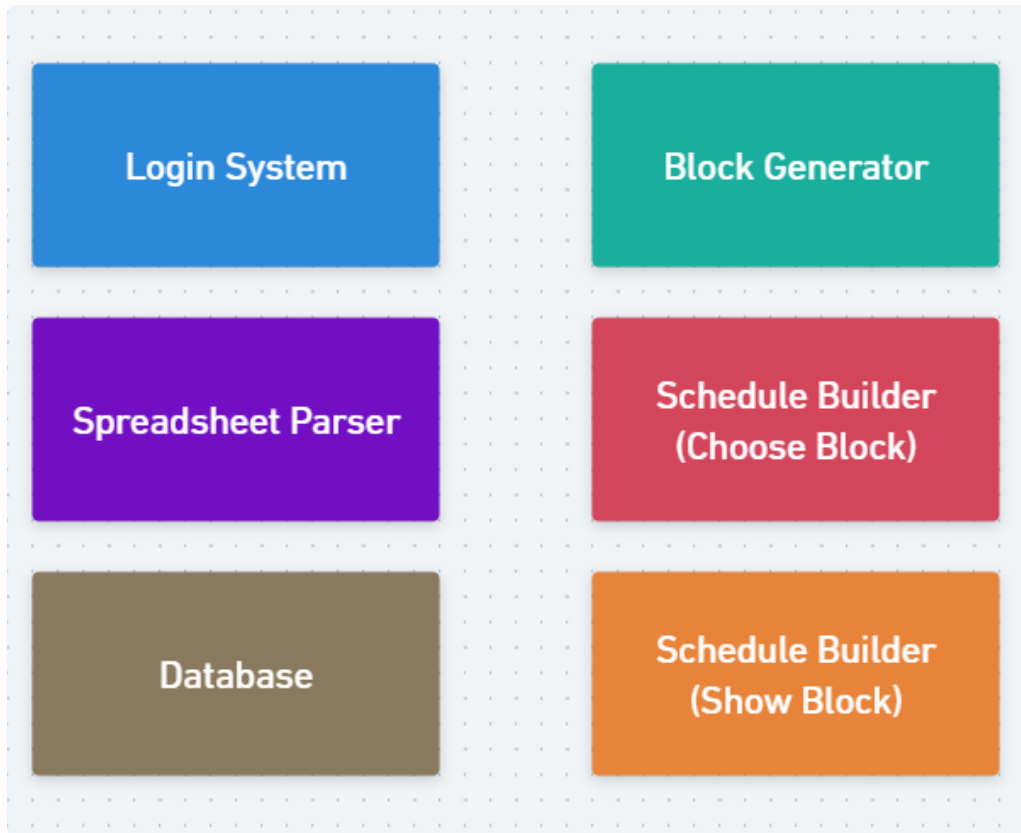 Login System
Block Generator
Spreadsheet Parser
Schedule Builder
(Choose Block)
Database
Schedule Builder
(Show Block)